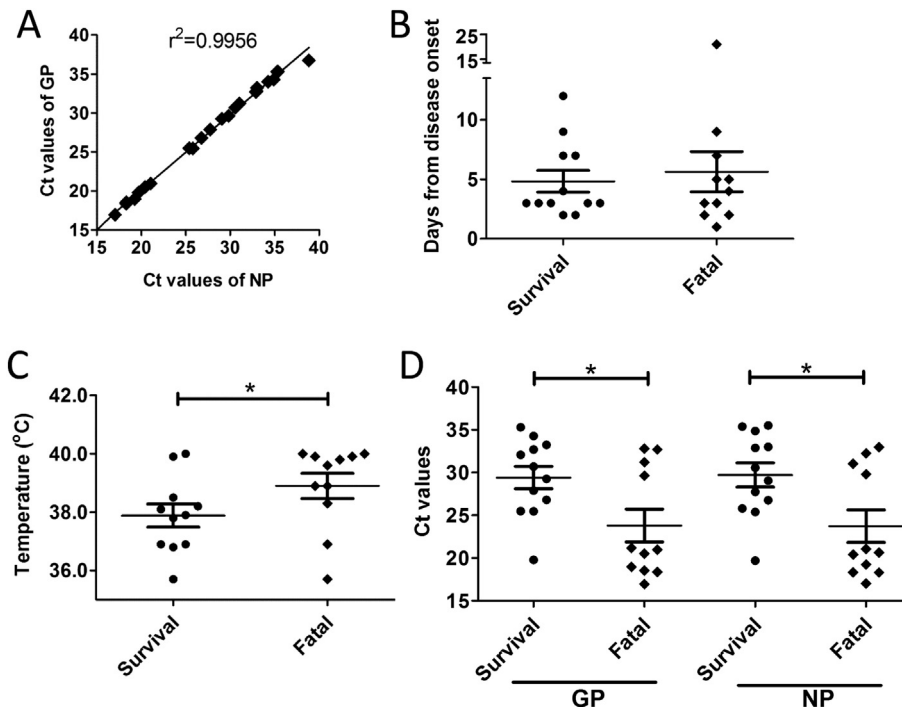 A
r²=0.9956
Ct values of GP
40
35
30
25
20
15
15 20 25 30 35 40
Ct values of NP
B
Days from disease onset
25
15
10
5
0
Survival
Fatal
C
*
Temperature (°C)
42.0
40.0
38.0
36.0
Survival
Fatal
D
*
*
Ct values
40
35
30
25
20
15
Survival
Fatal
Survival
Fatal
GP
NP